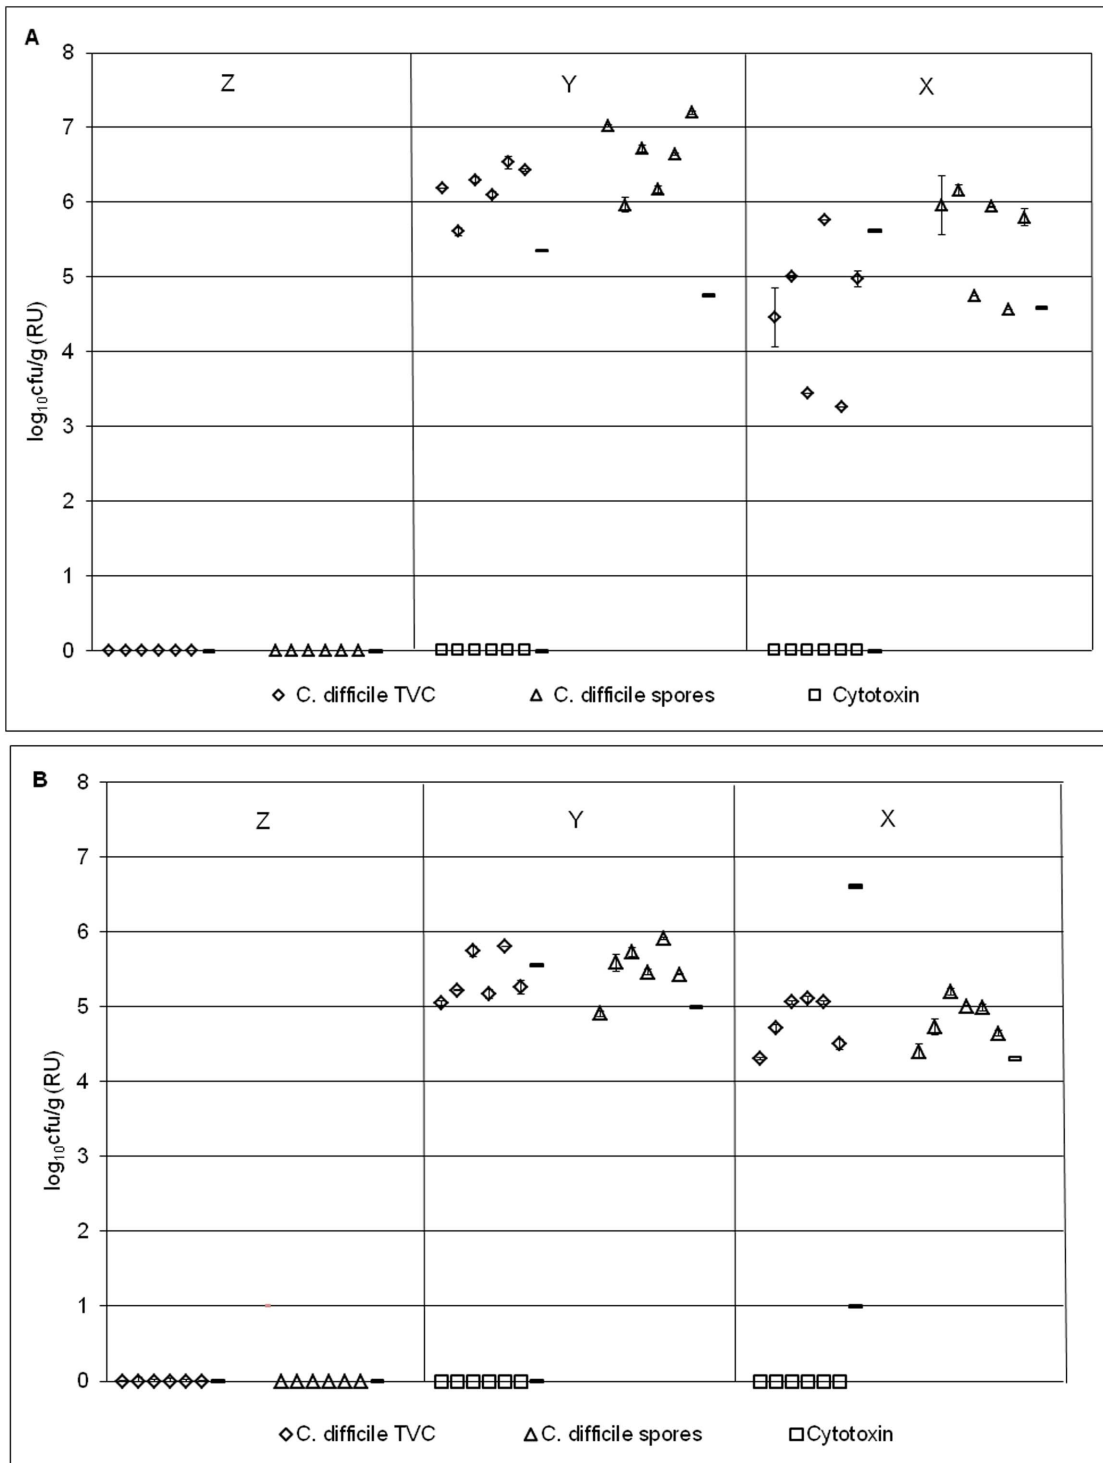 A
8
Z Y X
7
6
5
4
3
2
1
0
log10cfu/g (RU)
C. difficile TVC C. difficile spores Cytotoxin
B
8
Z Y X
7
6
5
4
3
2
1
0
log10cfu/g (RU)
C. difficile TVC C. difficile spores Cytotoxin